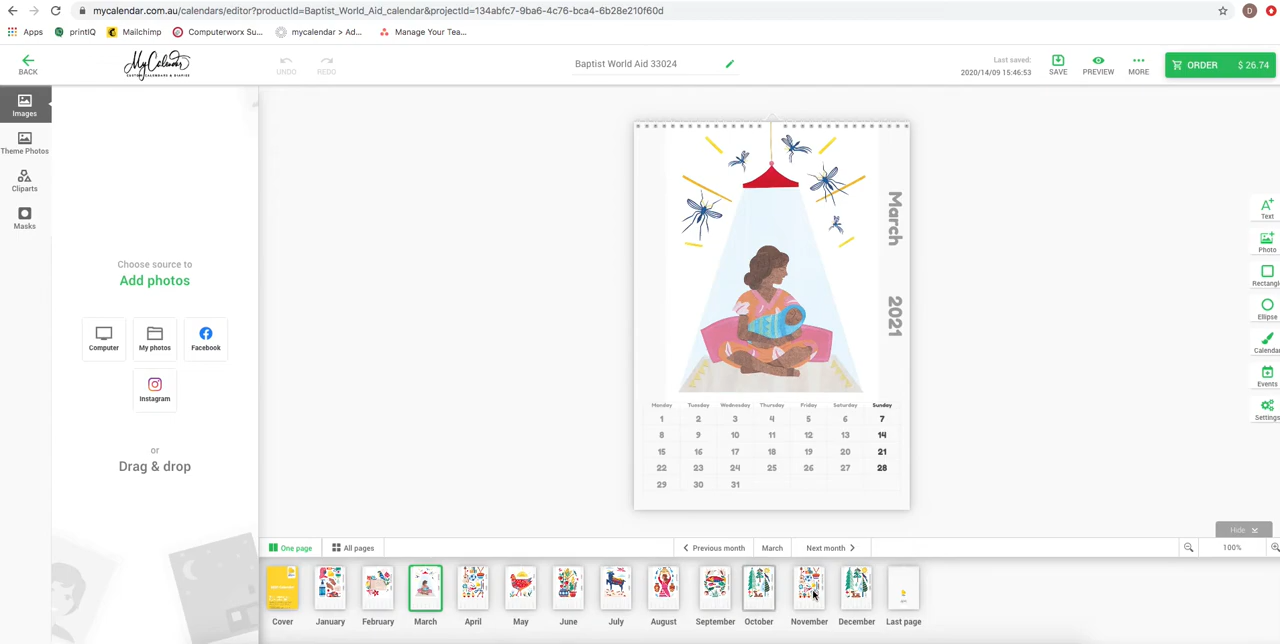 mycalendar.com.au/calendars/editor?productId=Baptist_World_Aid_calendar&projectId=134abfc7-9ba6-4c76-bca4-6b28e210f60d
D
Apps printIQ Mailchimp Computerworx Su... mycalendar > Ad... Manage Your Tea...
BACK
MyCalendar
UNDO REDO
Baptist World Aid 33024
Last saved:
2020/14/09 15:46:53
SAVE PREVIEW MORE
ORDER $ 26.74
Images
Theme Photos
Cliparts
Masks
Choose source to
Add photos
Computer My photos Facebook
Instagram
or
Drag & drop
March
2021
Monday Tuesday Wednesday Thursday Friday Saturday Sunday
1 2 3 4 5 6 7
8 9 10 11 12 13 14
15 16 17 18 19 20 21
22 23 24 25 26 27 28
29 30 31
Text
Photo
Rectangl
Ellipse
Calendar
Events
Settings
Hide
One page All pages
Previous month March Next month
100%
Cover January February March April May June July August September October November December Last page